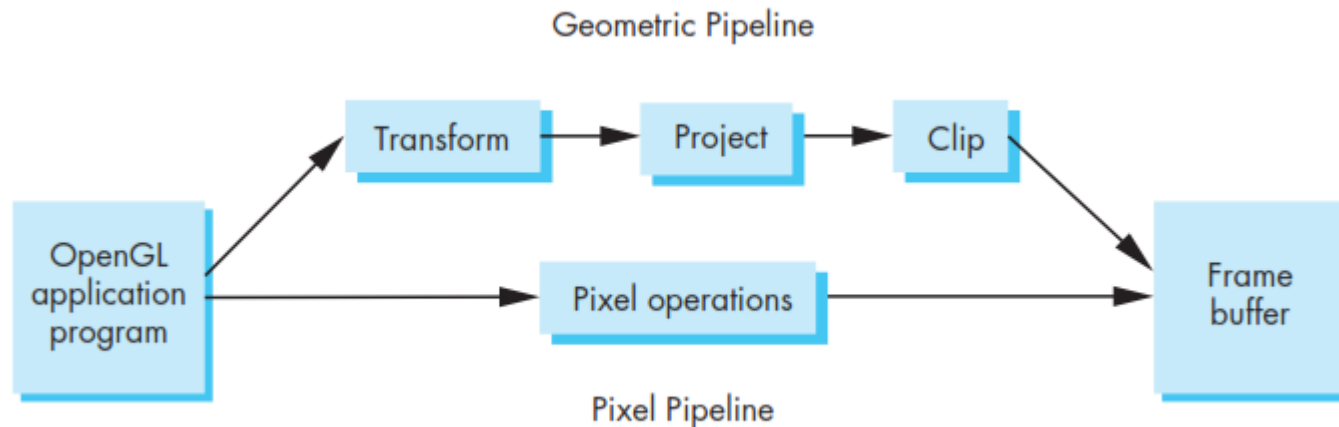 Geometric Pipeline
Transform
Project
Clip
OpenGL
application
program
Pixel operations
Frame
buffer
Pixel Pipeline